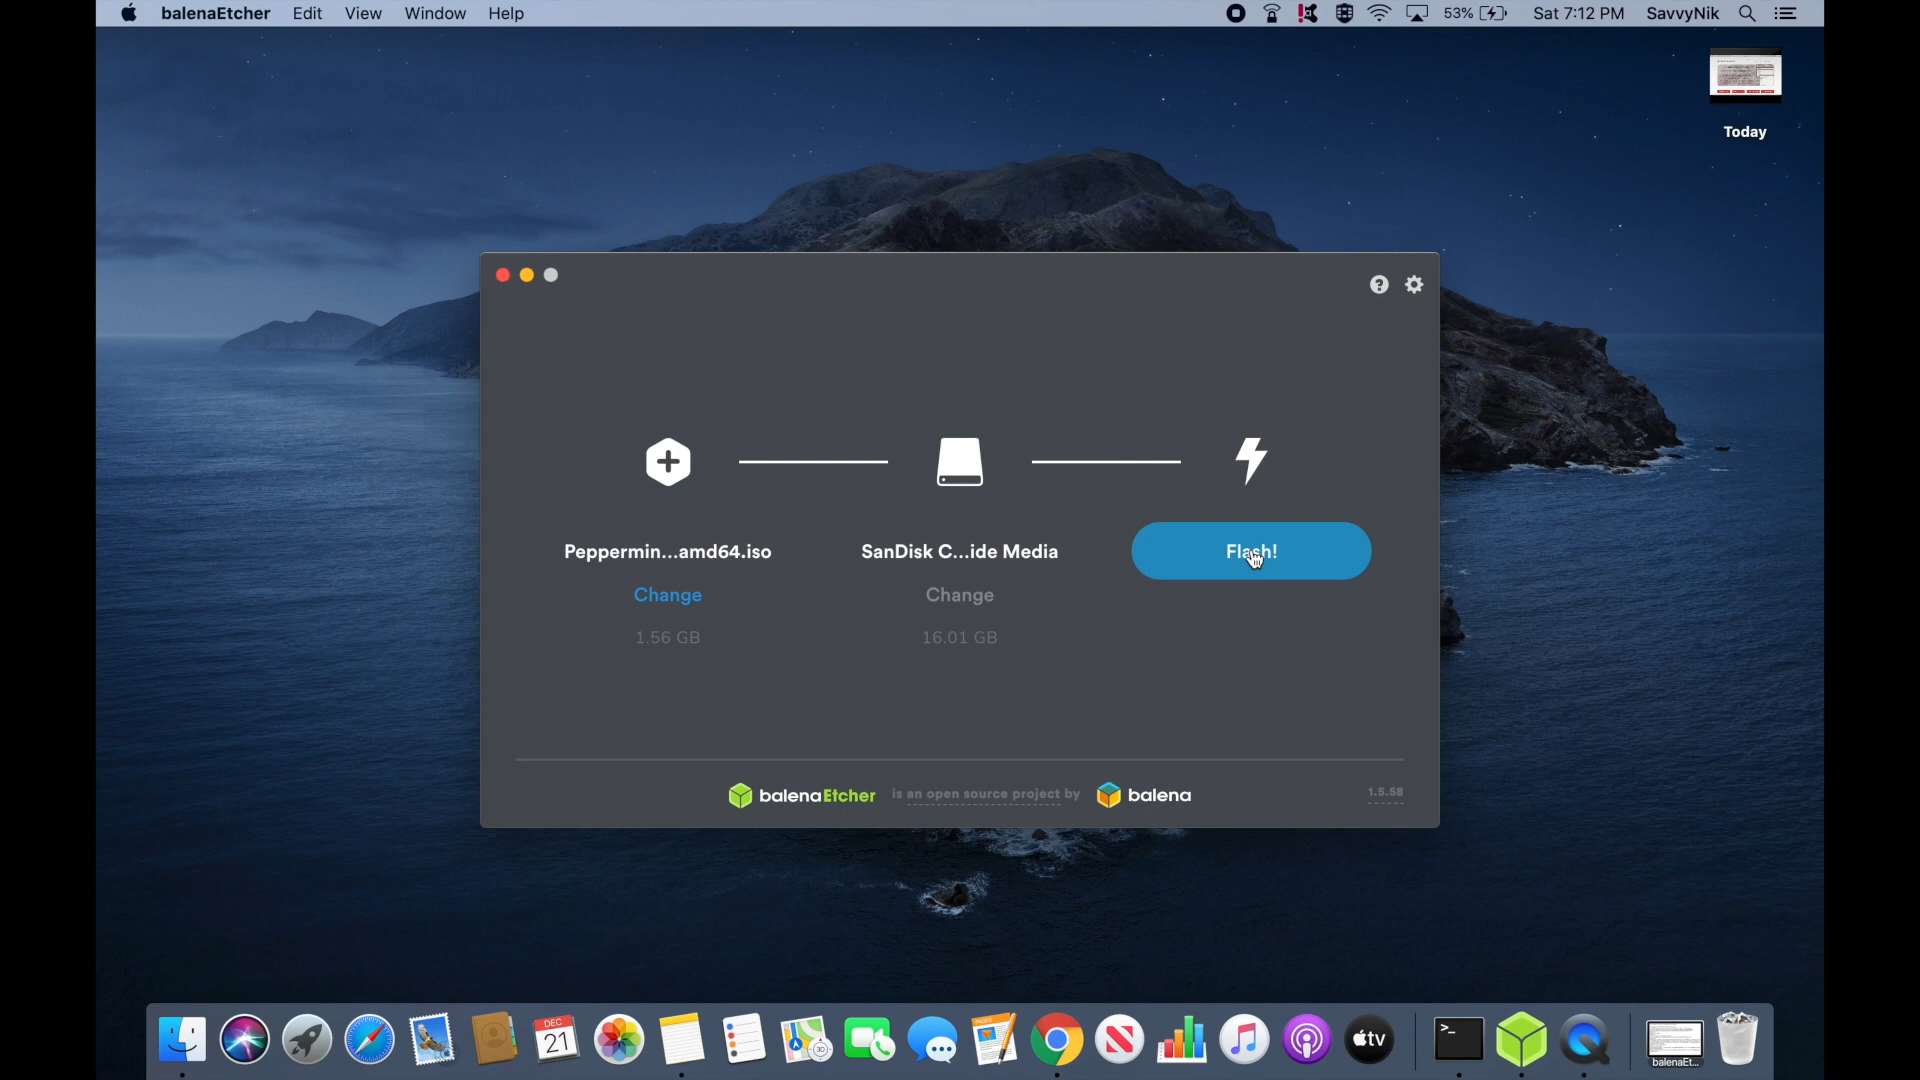 balenaEtcher Edit View Window Help 53% Sat 7:12 PM SavvyNik
Today
Peppermin...amd64.iso SanDisk C...ide Media Flash!
Change Change
1.56 GB 16.01 GB
balenaEtcher is an open source project by balena 1.5.58
DEC
21
PAGES
3D
>_
tv
balenaEt...